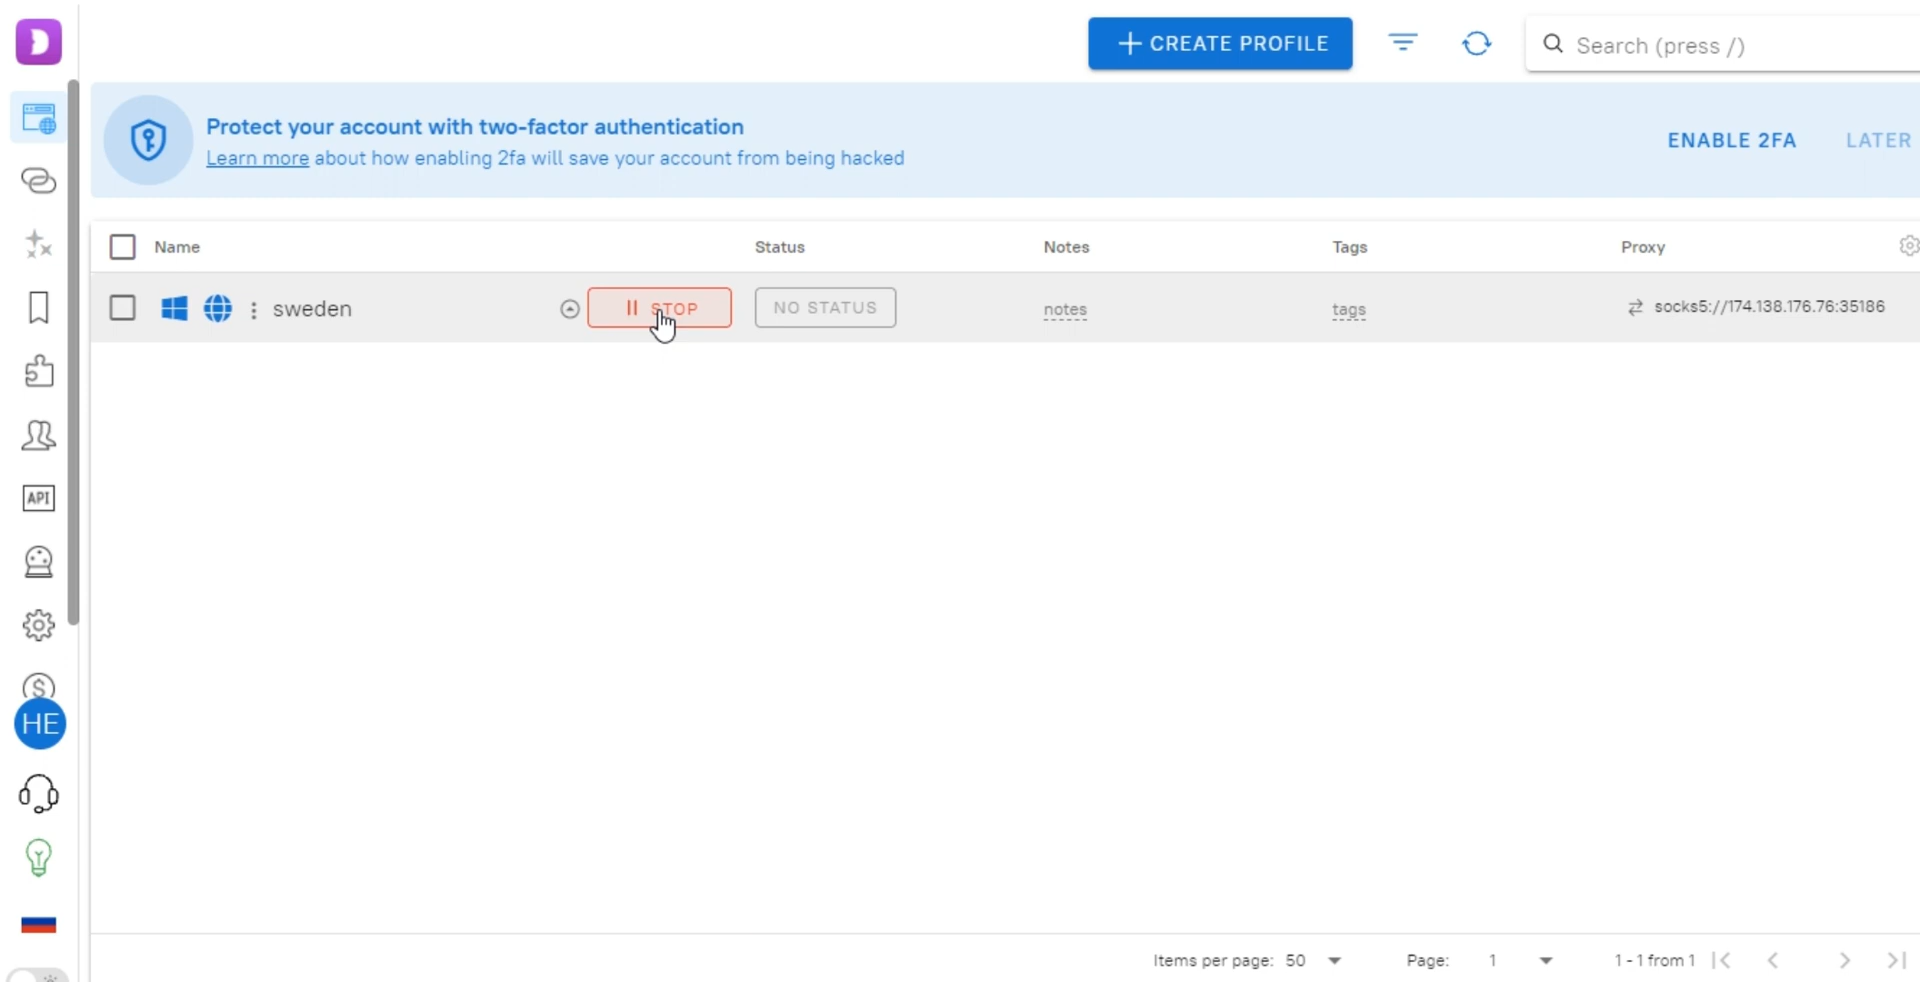 CREATE PROFILE
Search (press /)
Protect your account with two-factor authentication
Learn more about how enabling 2fa will save your account from being hacked
ENABLE 2FA
LATER
Name
Status
Notes
Tags
Proxy
sweden
STOP
NO STATUS
notes
tags
socks5://174.138.176.76:35186
API
HE
Items per page: 50
Page: 1
1 - 1 from 1